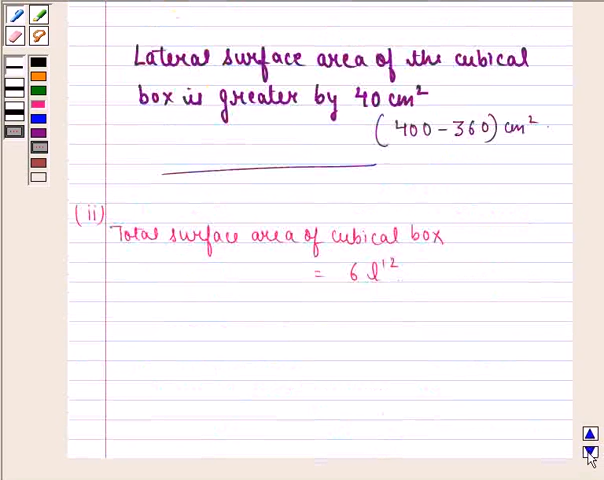 Lateral surface area of the cubical
box is greater by 40 cm²
(400 - 360) cm².
(ii)
Total surface area of cubical box
= 6 l'²